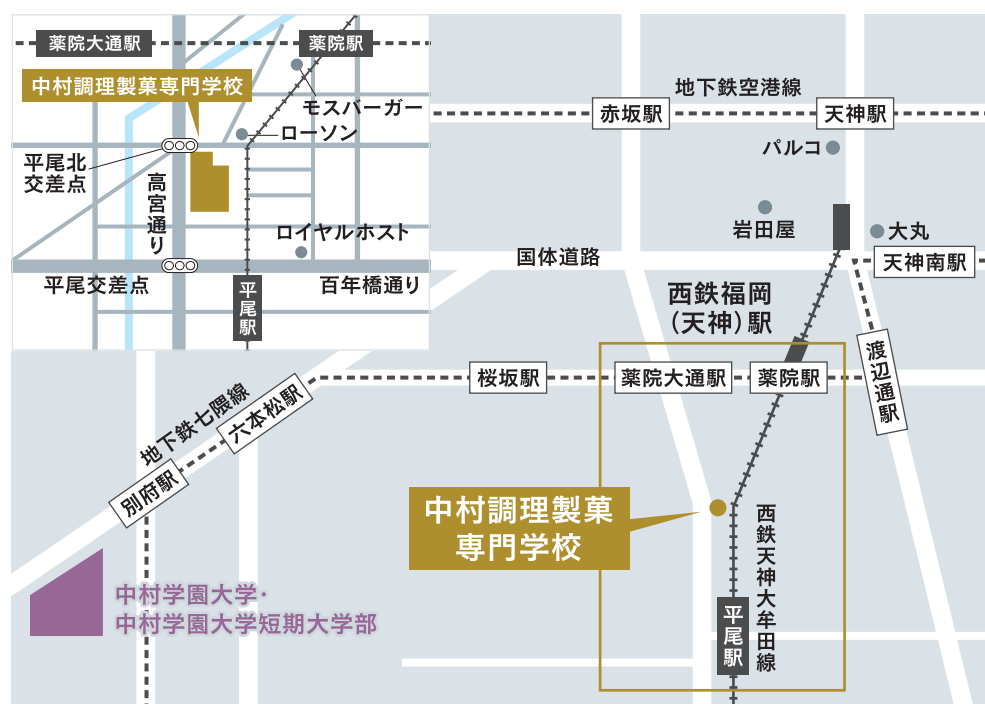 薬院大通駅
薬院駅
中村調理製菓専門学校
モスバーガー
ローソン
平尾北
交差点
高宮通り
ロイヤルホスト
平尾交差点
平尾駅
百年橋通り
地下鉄空港線
赤坂駅
天神駅
パルコ
岩田屋
大丸
国体道路
天神南駅
西鉄福岡
（天神）駅
渡辺通駅
桜坂駅
薬院大通駅
薬院駅
地下鉄七隈線
六本松駅
別府駅
中村調理製菓
専門学校
西鉄天神大牟田線
平尾駅
中村学園大学・
中村学園大学短期大学部